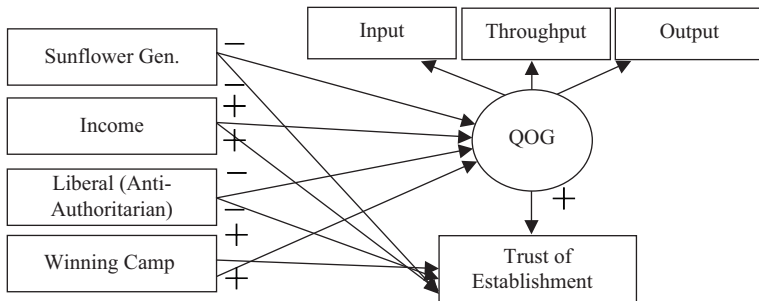 Input
Throughput
Output
Sunflower Gen.
−
−
Income
+
+
QOG
Liberal (Anti-
Authoritarian)
−
−
+
Winning Camp
+
+
Trust of
Establishment